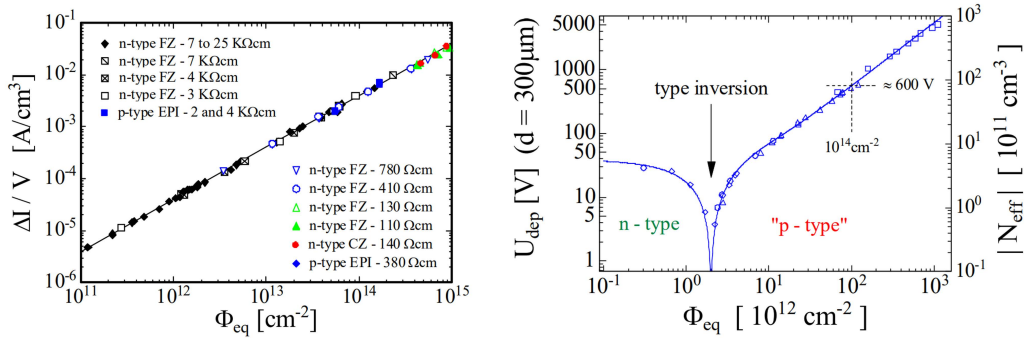 ΔI / V [A/cm³]
10⁻¹
10⁻²
10⁻³
10⁻⁴
10⁻⁵
10⁻⁶
n-type FZ - 7 to 25 KΩcm
n-type FZ - 7 KΩcm
n-type FZ - 4 KΩcm
n-type FZ - 3 KΩcm
p-type EPI - 2 and 4 KΩcm
n-type FZ - 780 Ωcm
n-type FZ - 410 Ωcm
n-type FZ - 130 Ωcm
n-type FZ - 110 Ωcm
n-type CZ - 140 Ωcm
p-type EPI - 380 Ωcm
10¹¹ 10¹² 10¹³ 10¹⁴ 10¹⁵
Φeq [cm⁻²]
Udep [V] (d = 300μm)
5000
1000
500
100
50
10
5
1
type inversion
≈ 600 V
10¹⁴cm⁻²
n - type
"p - type"
10³
10²
10¹
10⁰
10⁻¹
| Neff | [ 10¹¹ cm⁻³ ]
10⁻¹ 10⁰ 10¹ 10² 10³
Φeq [ 10¹² cm⁻² ]